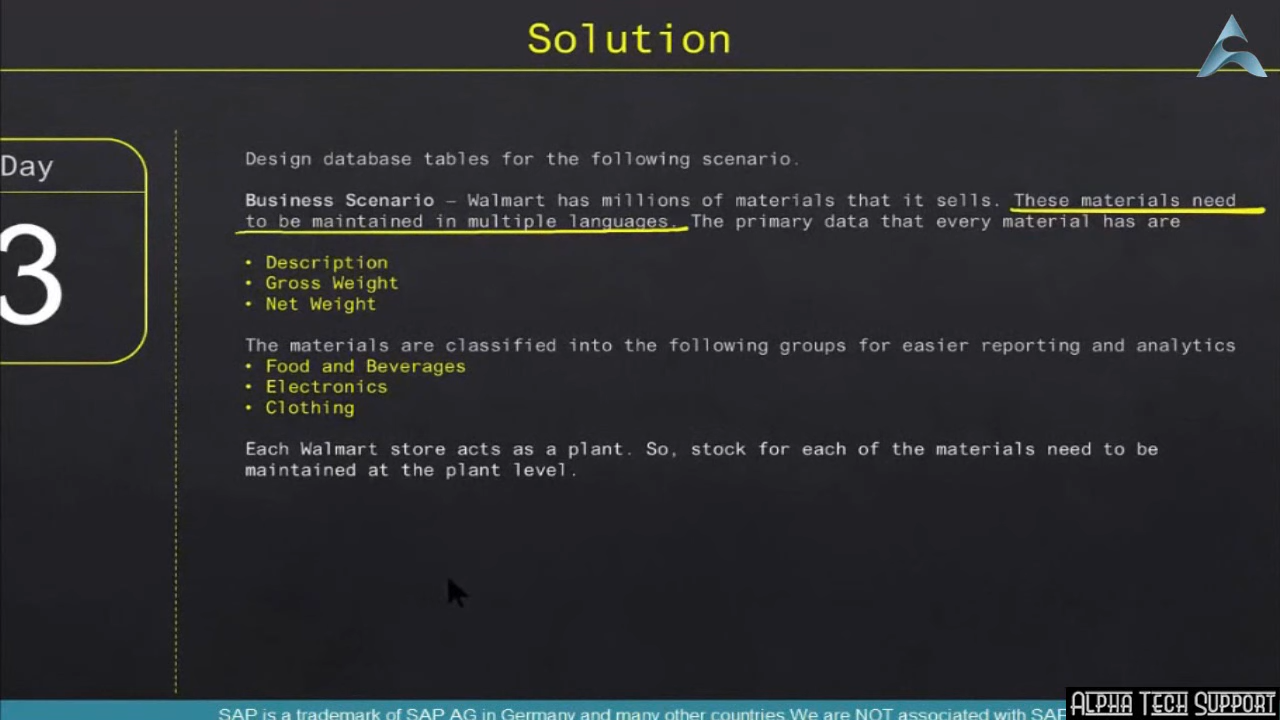 Solution
Day
3
Design database tables for the following scenario.
Business Scenario – Walmart has millions of materials that it sells. These materials need
to be maintained in multiple languages. The primary data that every material has are
• Description
• Gross Weight
• Net Weight
The materials are classified into the following groups for easier reporting and analytics
• Food and Beverages
• Electronics
• Clothing
Each Walmart store acts as a plant. So, stock for each of the materials need to be
maintained at the plant level.
SAP is a trademark of SAP AG in Germany and many other countries We are NOT associated with SAP
Alpha Tech Support